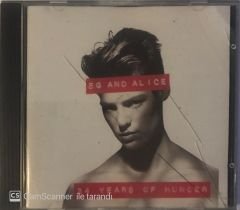 EG AND ALICE
24 YEARS OF HUNGER
CS CamScanner ile tarandı